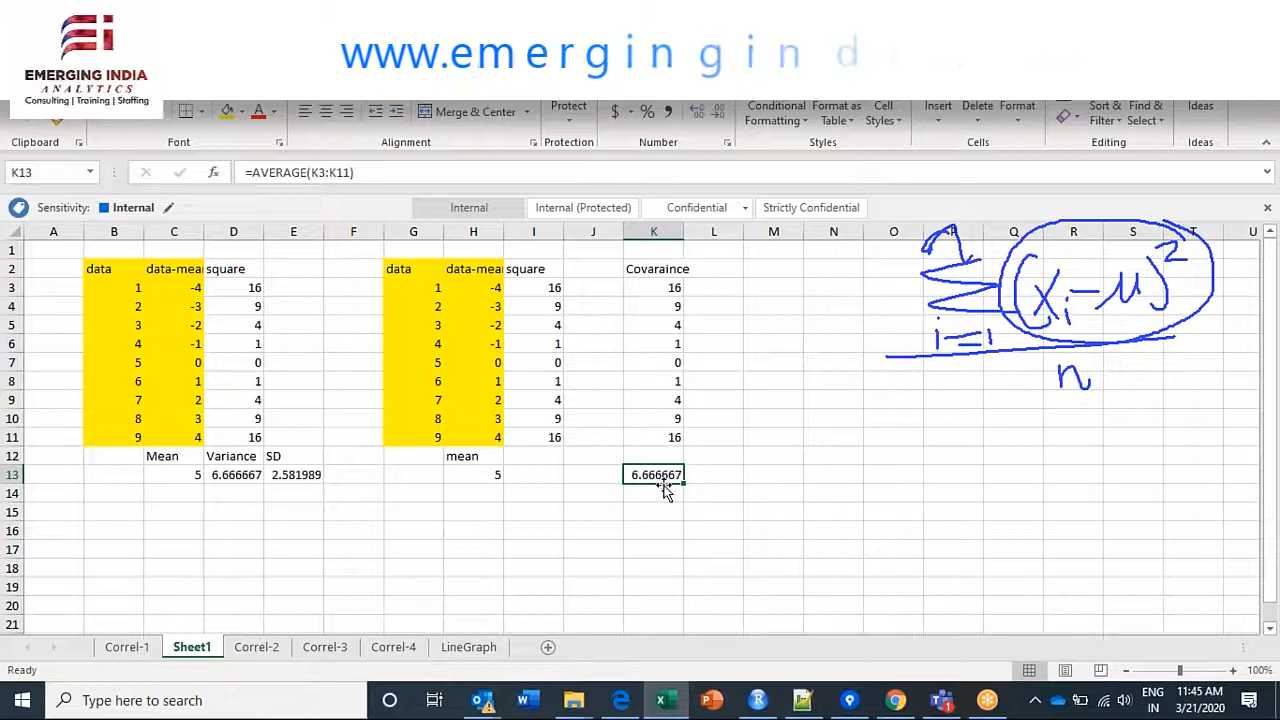 EMERGING INDIA
ANALYTICS
Consulting | Training | Staffing
www.emergingind
Merge & Center
Protect
Conditional Formatting
Format as Table
Cell Styles
Insert
Delete
Format
Sort & Filter
Find & Select
Ideas
Clipboard
Font
Alignment
Protection
Number
Styles
Cells
Editing
Ideas
K13
fx
=AVERAGE(K3:K11)
Sensitivity: Internal
Internal
Internal (Protected)
Confidential
Strictly Confidential
A B C D E F G H I J K L M N O P Q R S T U
1
2 data data-mea square data data-mea square Covaraince
3 1 -4 16 1 -4 16 16
4 2 -3 9 2 -3 9 9
5 3 -2 4 3 -2 4 4
6 4 -1 1 4 -1 1 1
7 5 0 0 5 0 0 0
8 6 1 1 6 1 1 1
9 7 2 4 7 2 4 4
10 8 3 9 8 3 9 9
11 9 4 16 9 4 16 16
12 Mean Variance SD mean
13 5 6.666667 2.581989 5 6.666667
14
15
16
17
18
19
20
21
∑ (xi-μ)2
i=1
n
Correl-1 Sheet1 Correl-2 Correl-3 Correl-4 LineGraph
Ready
100%
Type here to search
ENG
IN
11:45 AM
3/21/2020